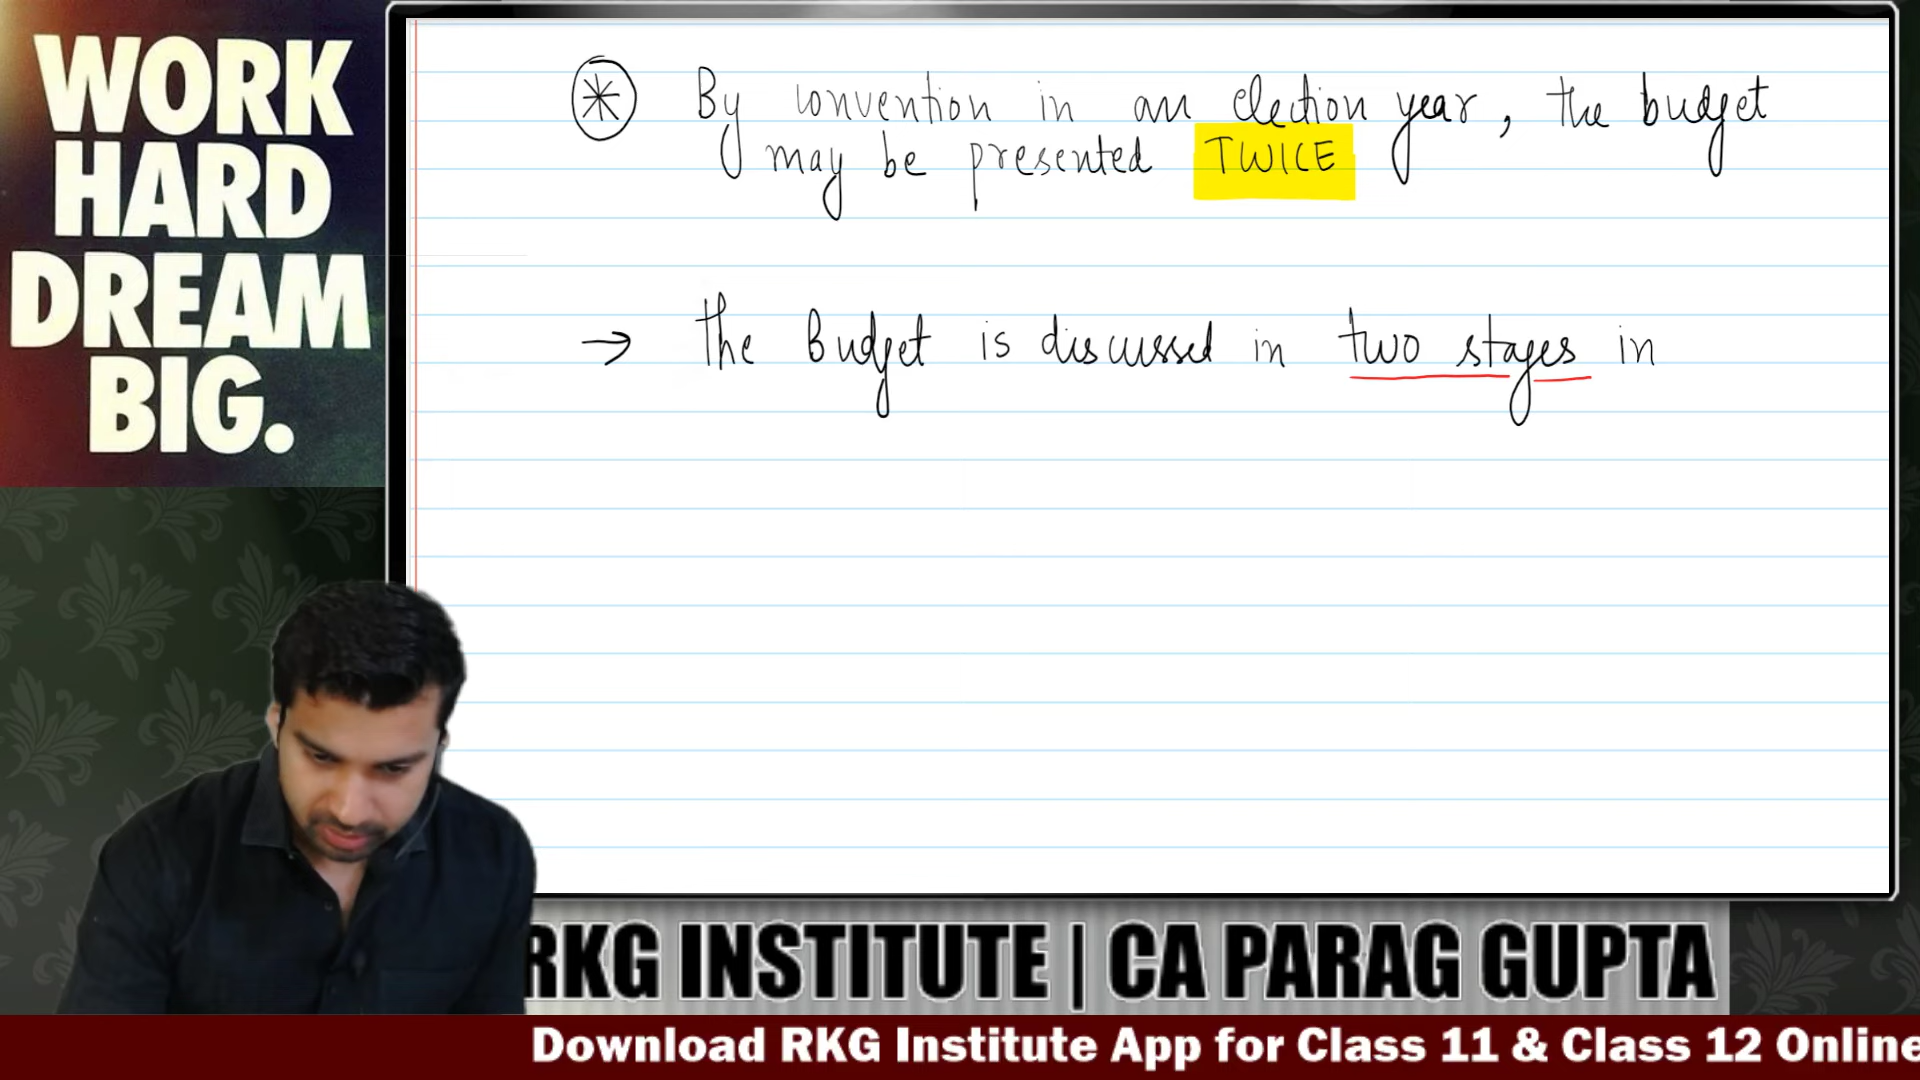 WORK
HARD
DREAM
BIG.
By convention in an election year, the budget
may be presented TWICE
→ The Budget is discussed in two stages in
RKG INSTITUTE | CA PARAG GUPTA
Download RKG Institute App for Class 11 & Class 12 Online